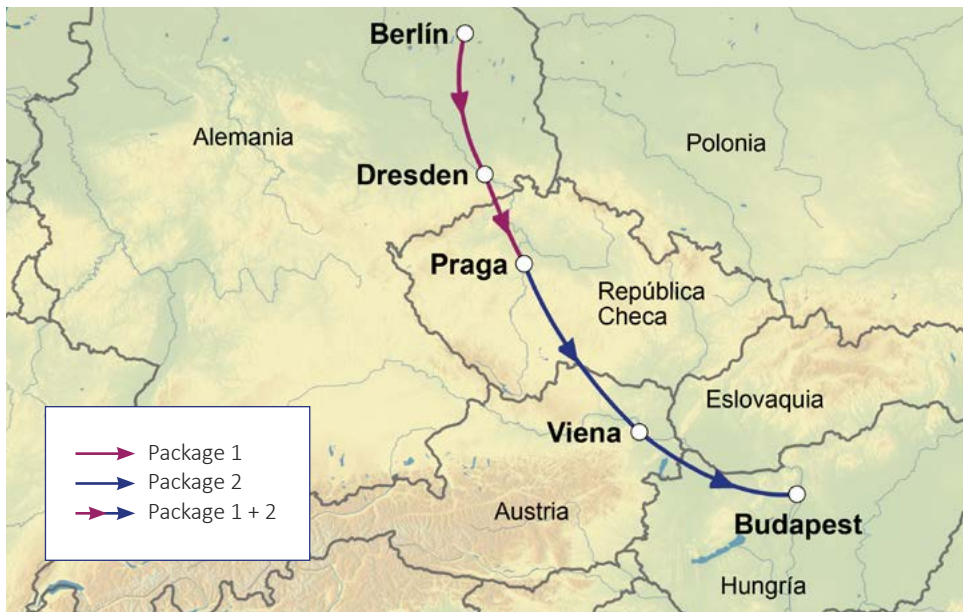 Berlín
Alemania
Polonia
Dresden
Praga
República
Checa
Eslovaquia
Viena
Package 1
Package 2
Package 1 + 2
Austria
Budapest
Hungría